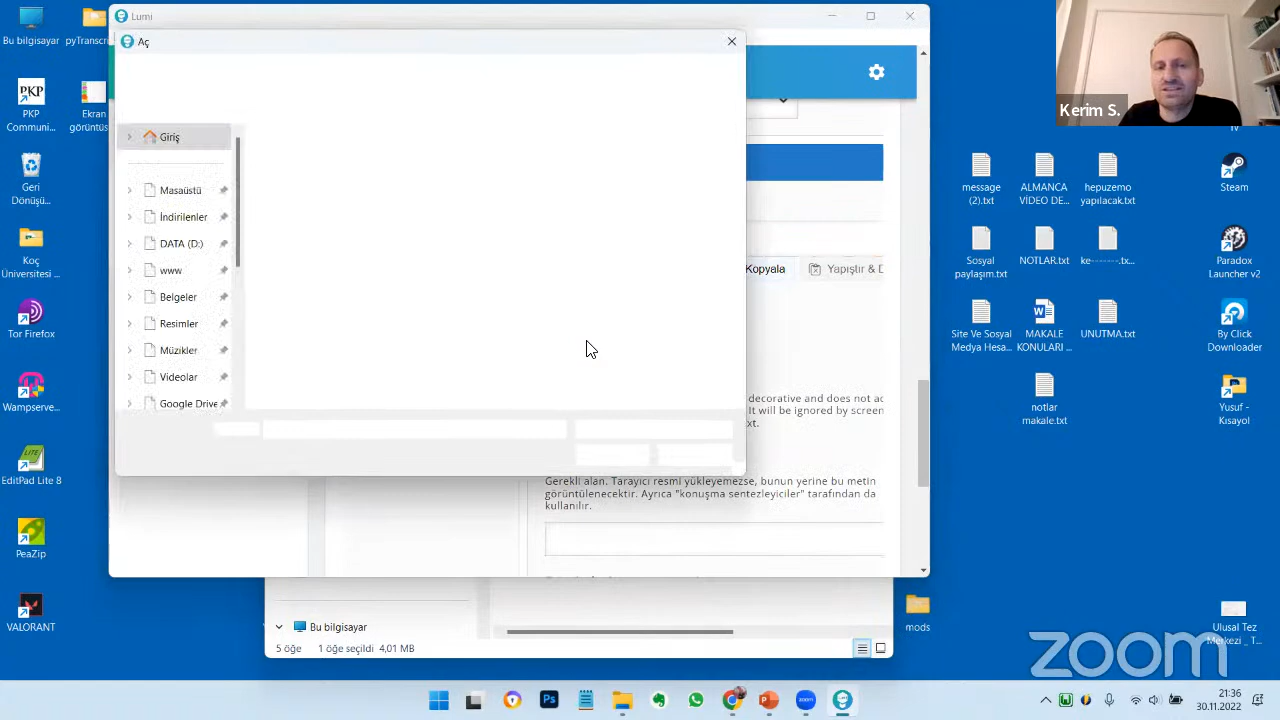 Bu bilgisayar
pyTranscri
PKP
PKP
Communi...
Ekran
görüntüs
Geri
Dönüşü...
Koç
Üniversitesi ...
Tor Firefox
Wampserve...
EditPad Lite 8
PeaZip
VALORANT
Lumi
Aç
Giriş
Masaüstü
İndirilenler
DATA (D:)
www
Belgeler
Resimler
Müzikler
Videolar
Google Drive
Kopyala
Yapıştır & D
decorative and does not ac
It will be ignored by screen
xt.
Gerekli alan. Tarayıcı resmi yükleyemezse, bunun yerine bu metin
görüntülenecektir. Ayrıca "konuşma sentezleyiciler" tarafından da
kullanılır.
Bu bilgisayar
5 öğe
1 öğe seçildi 4,01 MB
Kerim S.
message
(2).txt
ALMANCA
VİDEO DE...
hepuzemo
yapılacak.txt
Steam
Sosyal
paylaşım.txt
NOTLAR.txt
ke--------.tx...
Paradox
Launcher v2
Site Ve Sosyal
Medya Hesa...
MAKALE
KONULARI ...
UNUTMA.txt
By Click
Downloader
notlar
makale.txt
Yusuf -
Kısayol
mods
Ulusal Tez
Merkezi _ T...
zoom
Ps
zoom
21:36
30.11.2022